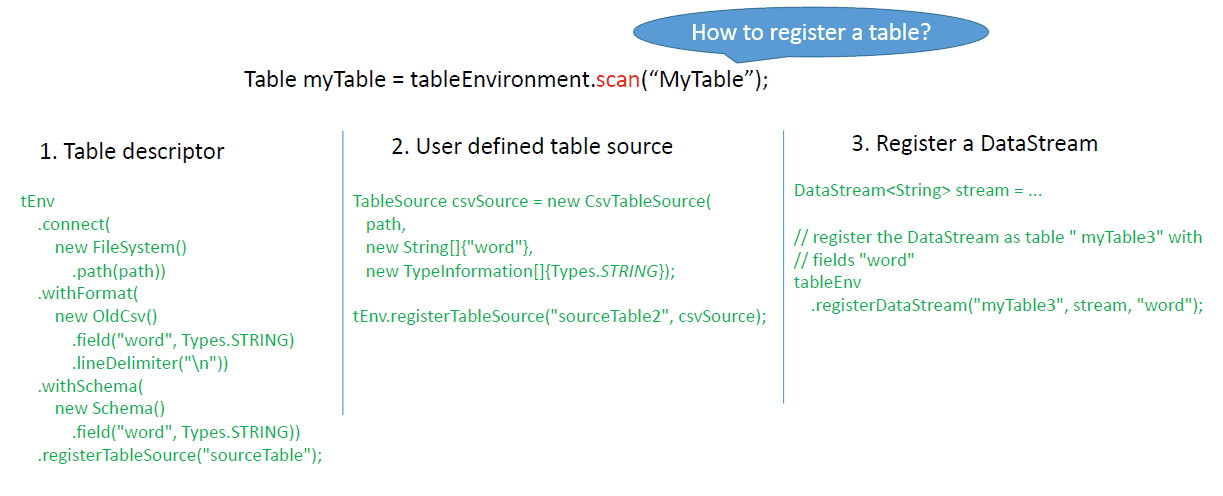 How to register a table?
Table myTable = tableEnvironment.scan(“MyTable”);
1. Table descriptor
tEnv
.connect(
new FileSystem()
.path(path))
.withFormat(
new OldCsv()
.field("word", Types.STRING)
.lineDelimiter("\n"))
.withSchema(
new Schema()
.field("word", Types.STRING))
.registerTableSource("sourceTable");
2. User defined table source
TableSource csvSource = new CsvTableSource(
path,
new String[]{"word"},
new TypeInformation[]{Types.STRING});
tEnv.registerTableSource("sourceTable2", csvSource);
3. Register a DataStream
DataStream<String> stream = ...
// register the DataStream as table " myTable3" with
// fields "word"
tableEnv
.registerDataStream("myTable3", stream, "word");